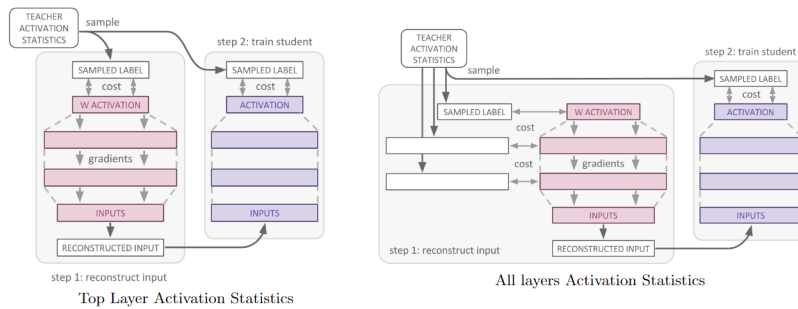 TEACHER
ACTIVATION
STATISTICS
sample
step 2: train student
SAMPLED LABEL
SAMPLED LABEL
cost
cost
W ACTIVATION
ACTIVATION
gradients
INPUTS
INPUTS
RECONSTRUCTED INPUT
step 1: reconstruct input
Top Layer Activation Statistics
TEACHER
ACTIVATION
STATISTICS
step 2: train student
sample
SAMPLED LABEL
cost
SAMPLED LABEL
W ACTIVATION
ACTIVATION
cost
cost
gradients
INPUTS
INPUTS
step 1: reconstruct input
RECONSTRUCTED INPUT
All layers Activation Statistics